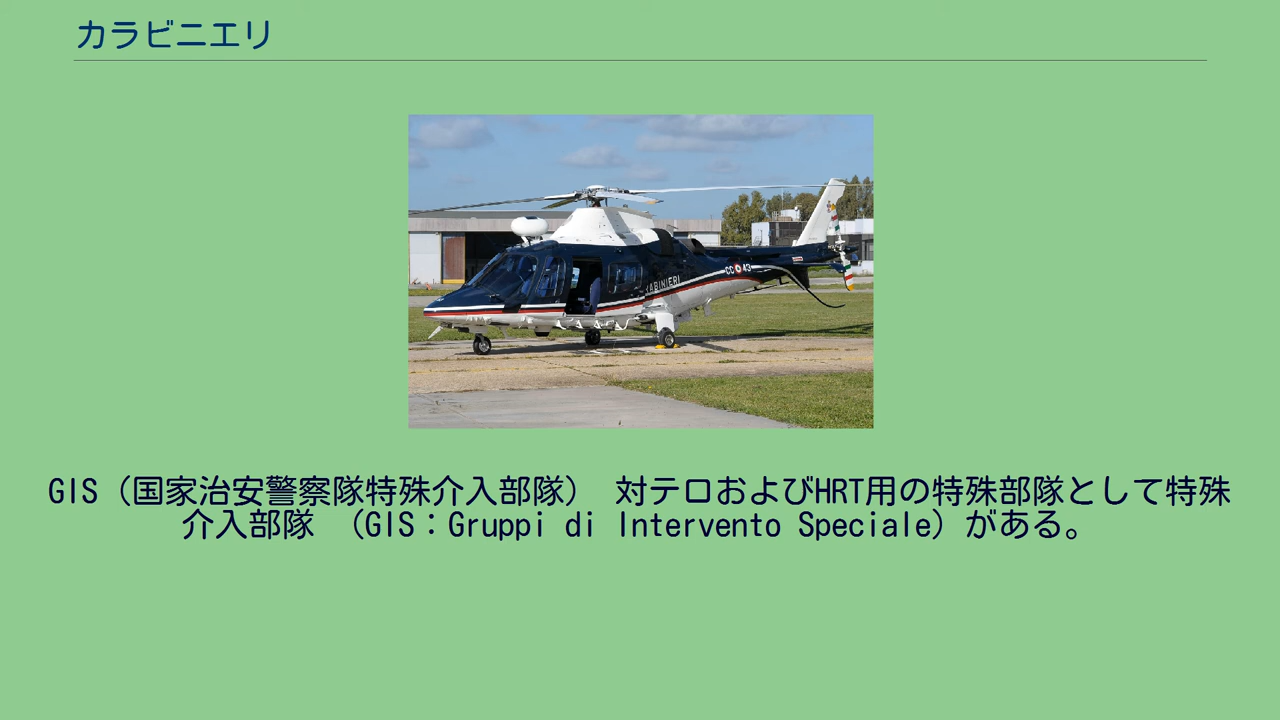 カラビニエリ
CC 43
GIS（国家治安警察隊特殊介入部隊） 対テロおよびHRT用の特殊部隊として特殊
介入部隊 （GIS：Gruppi di Intervento Speciale）がある。